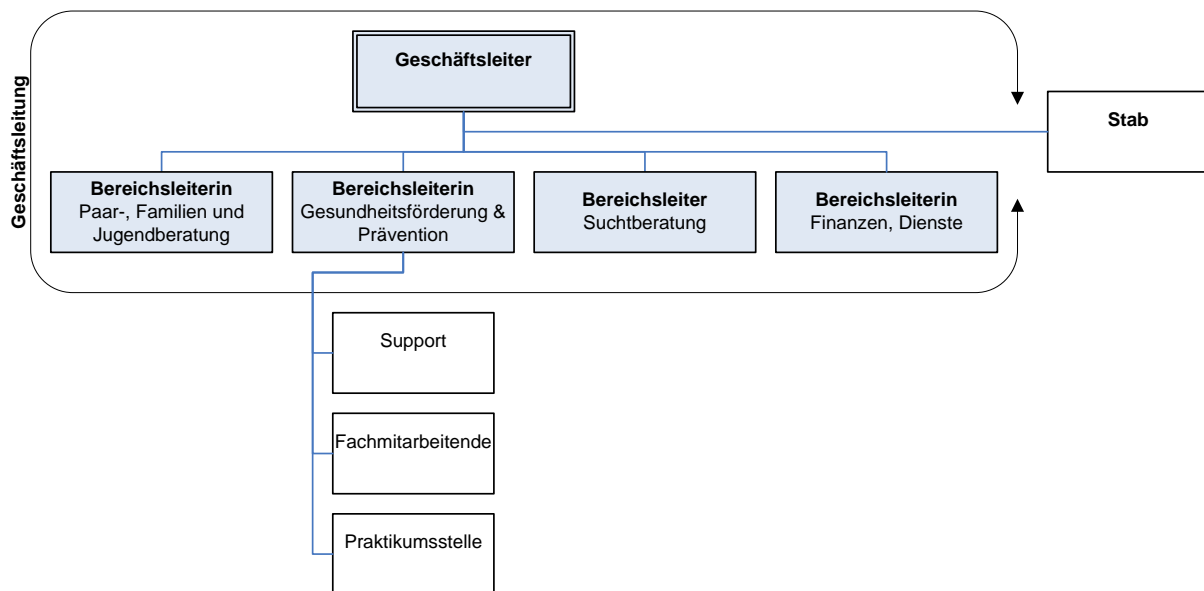 Geschäftsleitung
Geschäftsleiter
Stab
Bereichsleiterin
Paar-, Familien und
Jugendberatung
Bereichsleiterin
Gesundheitsförderung &
Prävention
Bereichsleiter
Suchtberatung
Bereichsleiterin
Finanzen, Dienste
Support
Fachmitarbeitende
Praktikumsstelle